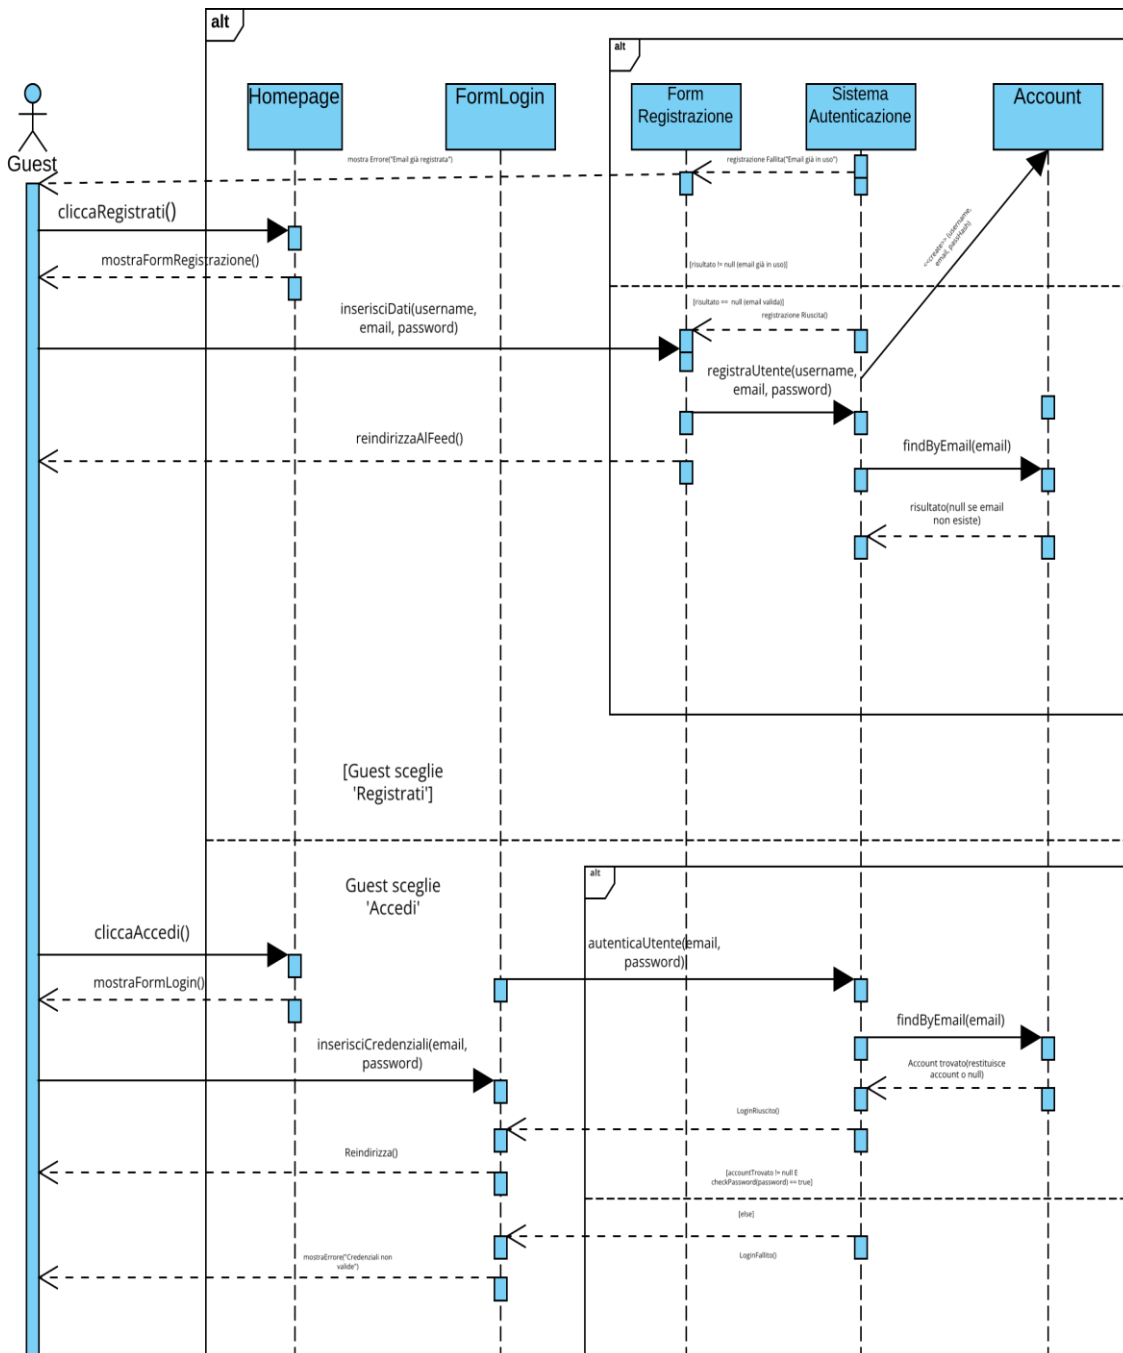 alt
alt
Homepage
FormLogin
Form
Registrazione
Sistema
Autenticazione
Account
Guest
mostra Errore("Email già registrata")
registrazione Fallita("Email già in uso")
cliccaRegistrati()
<<create>> (username,
email, passHash)
mostraFormRegistrazione()
[risultato != null (email già in uso)]
[risultato == null (email valida)]
inserisciDati(username,
email, password)
registrazione Riuscita()
registraUtente(username,
email, password)
reindirizzaAlFeed()
findByEmail(email)
risultato(null se email
non esiste)
[Guest sceglie
'Registrati']
alt
Guest sceglie
'Accedi'
cliccaAccedi()
autenticaUtente(email,
password)
mostraFormLogin()
findByEmail(email)
inserisciCredenziali(email,
password)
Account trovato(restituisce
account o null)
LoginRiuscito()
Reindirizza()
[accountTrovato != null E
checkPassword(password) == true]
[else]
LoginFallito()
mostraErrore("Credenziali non
valide")